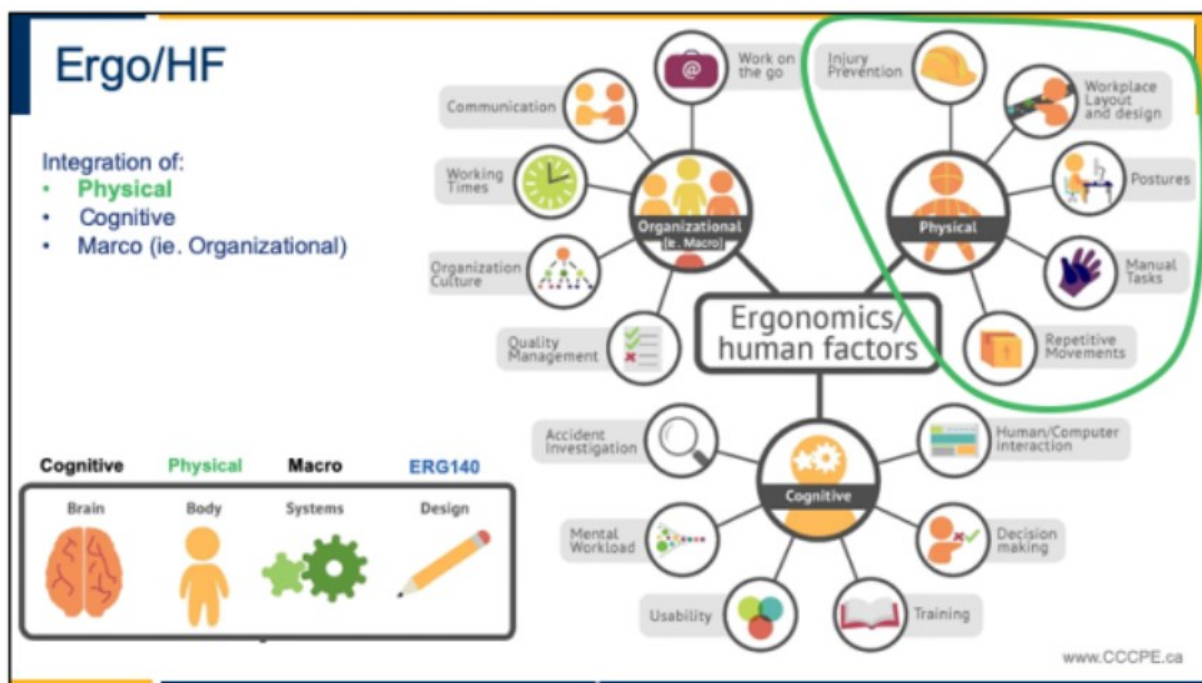 Ergo/HF
Integration of:
• Physical
• Cognitive
• Marco (ie. Organizational)
Work on
the go
Communication
Working
Times
Organization
Culture
Quality
Management
Organizational
(ie. Macro)
Injury
Prevention
Workplace
Layout
and design
Postures
Manual
Tasks
Repetitive
Movements
Physical
Ergonomics/
human factors
Accident
Investigation
Mental
Workload
Usability
Training
Decision
making
Human/Computer
interaction
Cognitive
Cognitive Physical Macro ERG140
Brain Body Systems Design
www.CCCPE.ca